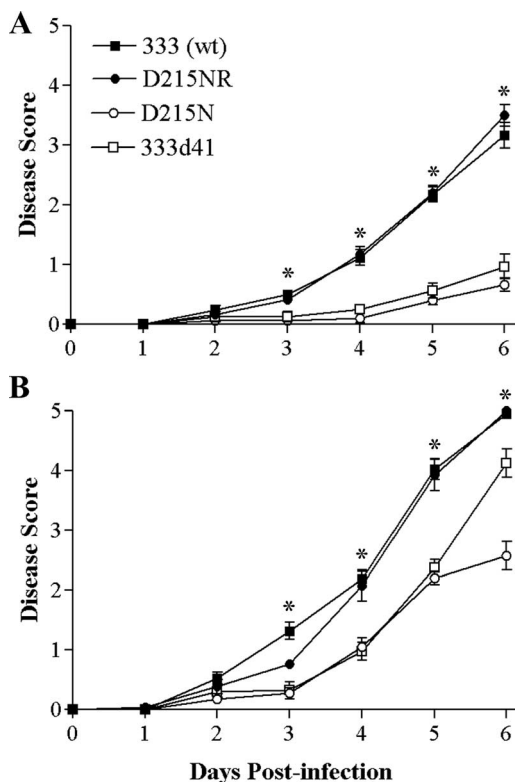 A
333 (wt)
D215NR
D215N
333d41
Disease Score
5
4
3
2
1
0
* * * *
0 1 2 3 4 5 6
B
Disease Score
5
4
3
2
1
0
* * * *
0 1 2 3 4 5 6
Days Post-infection